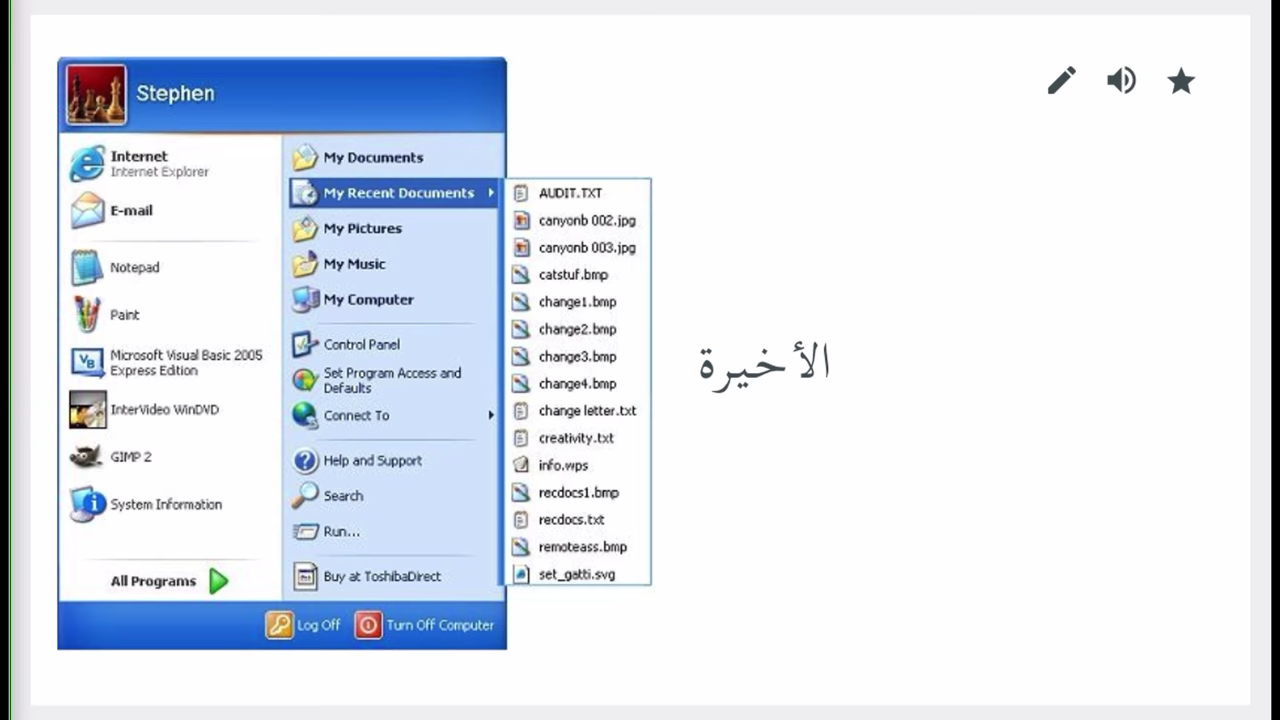 Stephen
Internet
Internet Explorer
E-mail
Notepad
Paint
Microsoft Visual Basic 2005
Express Edition
InterVideo WinDVD
GIMP 2
System Information
All Programs
My Documents
My Recent Documents
My Pictures
My Music
My Computer
Control Panel
Set Program Access and
Defaults
Connect To
Help and Support
Search
Run...
Buy at ToshibaDirect
AUDIT.TXT
canyonb 002.jpg
canyonb 003.jpg
catstuf.bmp
change1.bmp
change2.bmp
change3.bmp
change4.bmp
change letter.txt
creativity.txt
info.wps
recdocs1.bmp
recdocs.txt
remoteass.bmp
set_gatti.svg
Log Off
Turn Off Computer
الأخيرة